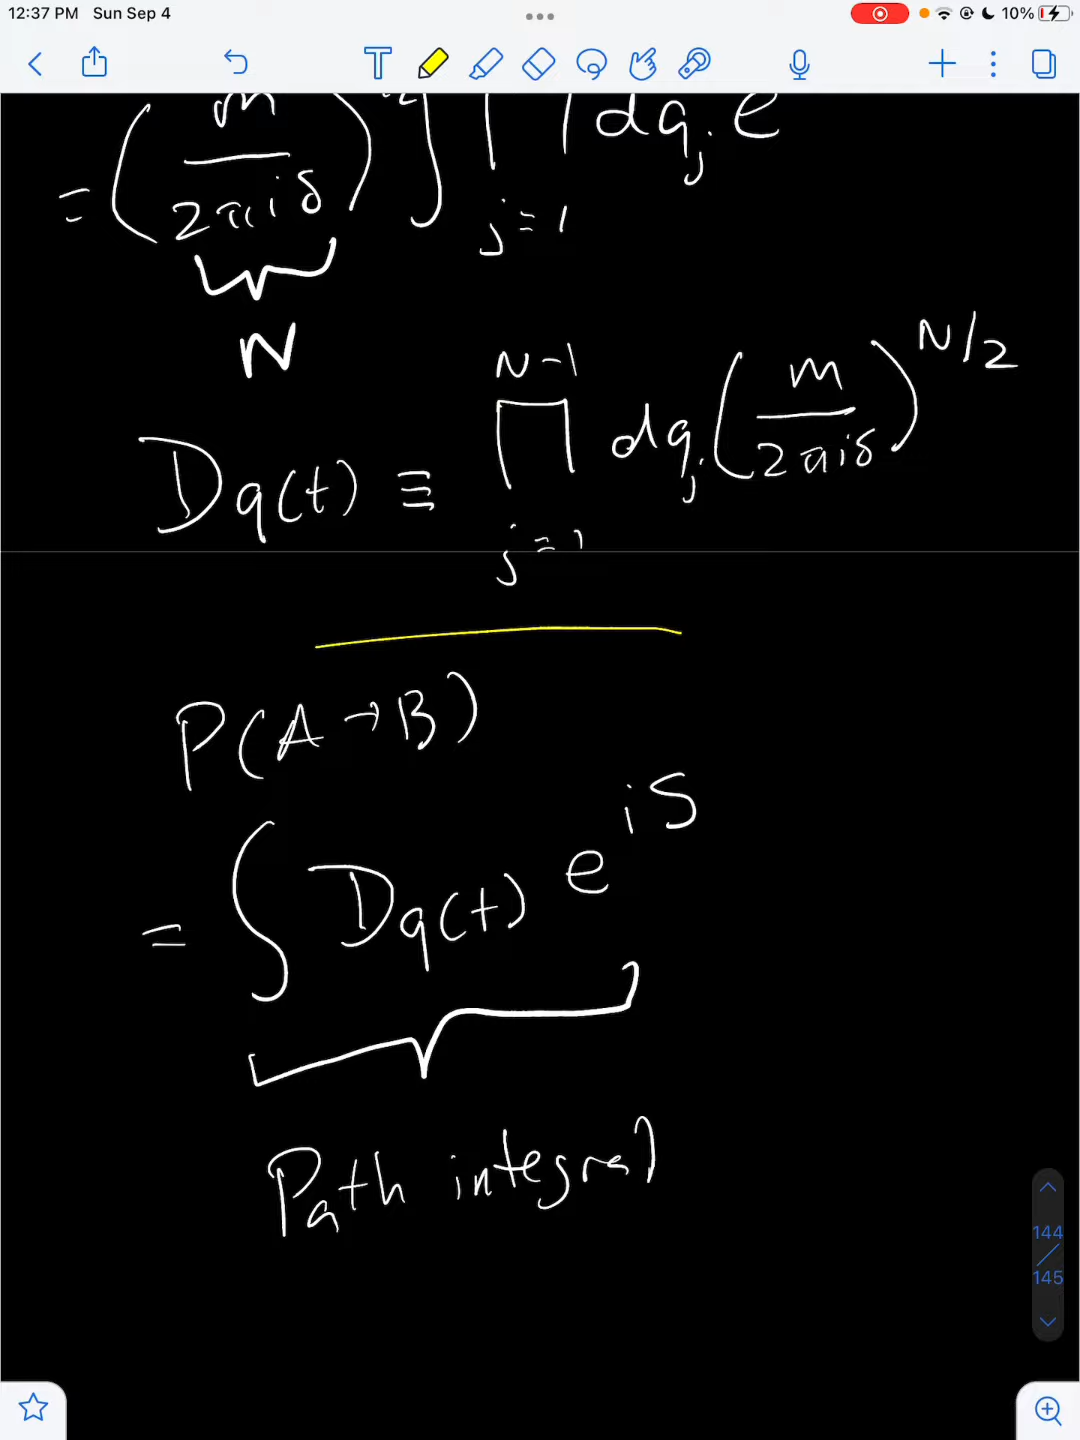 12:37 PM Sun Sep 4
10%
= (m/2πiδ) ∫ ∏ dq_j e
j=1
N
Dq(t) ≡ ∏_{j=1}^{N-1} dq_j (m/2πiδ)^{N/2}
P(A→B)
= ∫ Dq(t) e^{iS}
Path integral
144
145